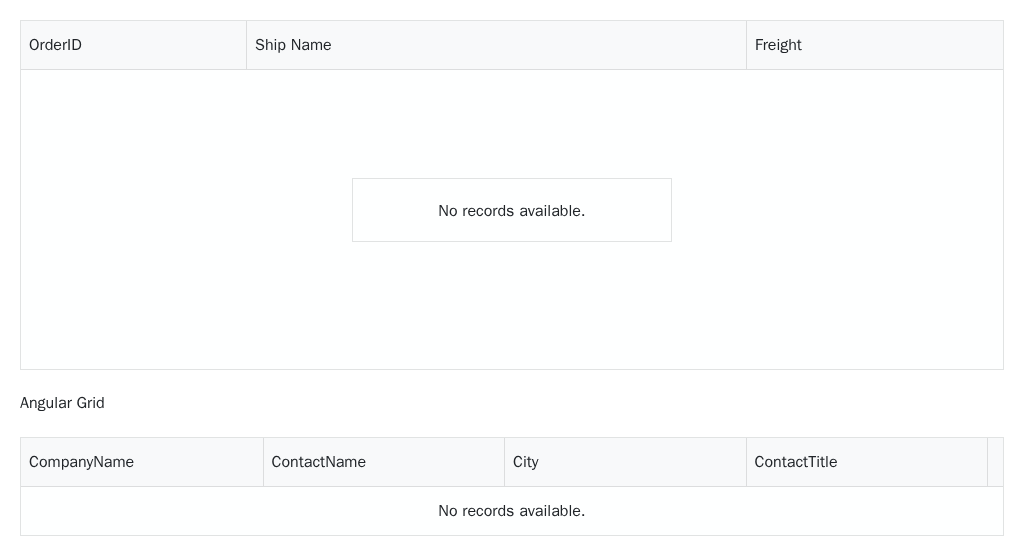 OrderID Ship Name Freight
No records available.
Angular Grid
CompanyName ContactName City ContactTitle
No records available.